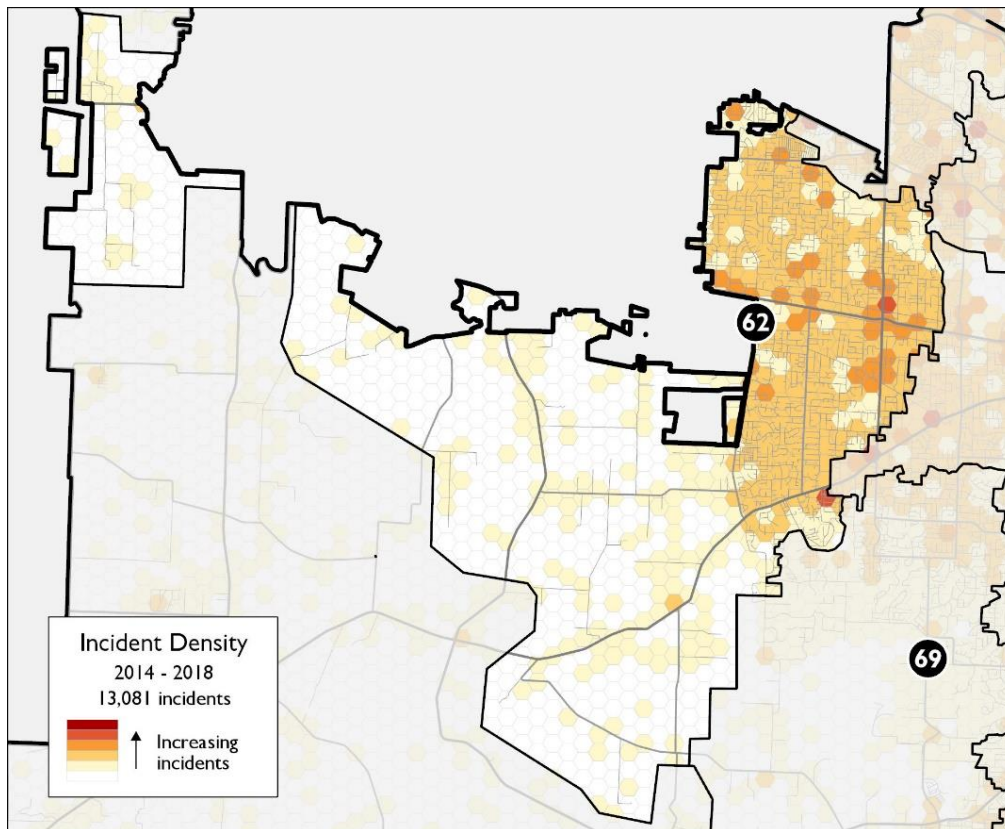 62
69
Incident Density
2014 - 2018
13,081 incidents
Increasing
incidents